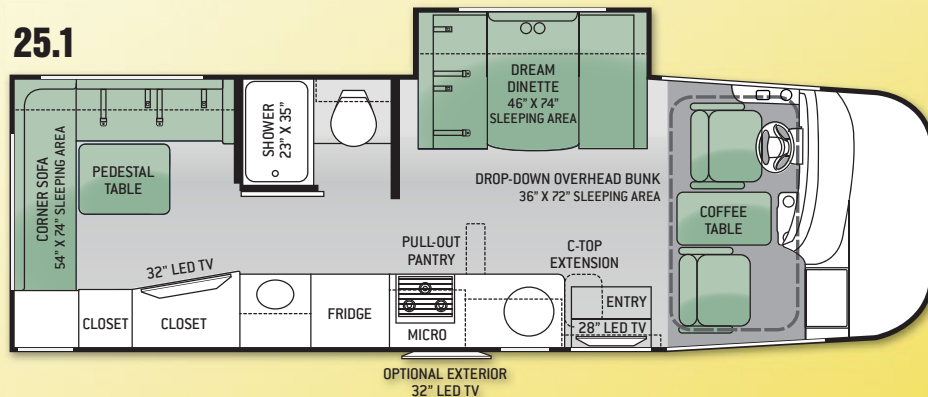 25.1
CORNER SOFA
54" X 74" SLEEPING AREA
PEDESTAL
TABLE
SHOWER
23" X 35"
DREAM
DINETTE
46" X 74"
SLEEPING AREA
DROP-DOWN OVERHEAD BUNK
36" X 72" SLEEPING AREA
COFFEE
TABLE
PULL-OUT
PANTRY
C-TOP
EXTENSION
32" LED TV
CLOSET
CLOSET
FRIDGE
MICRO
ENTRY
28" LED TV
OPTIONAL EXTERIOR
32" LED TV